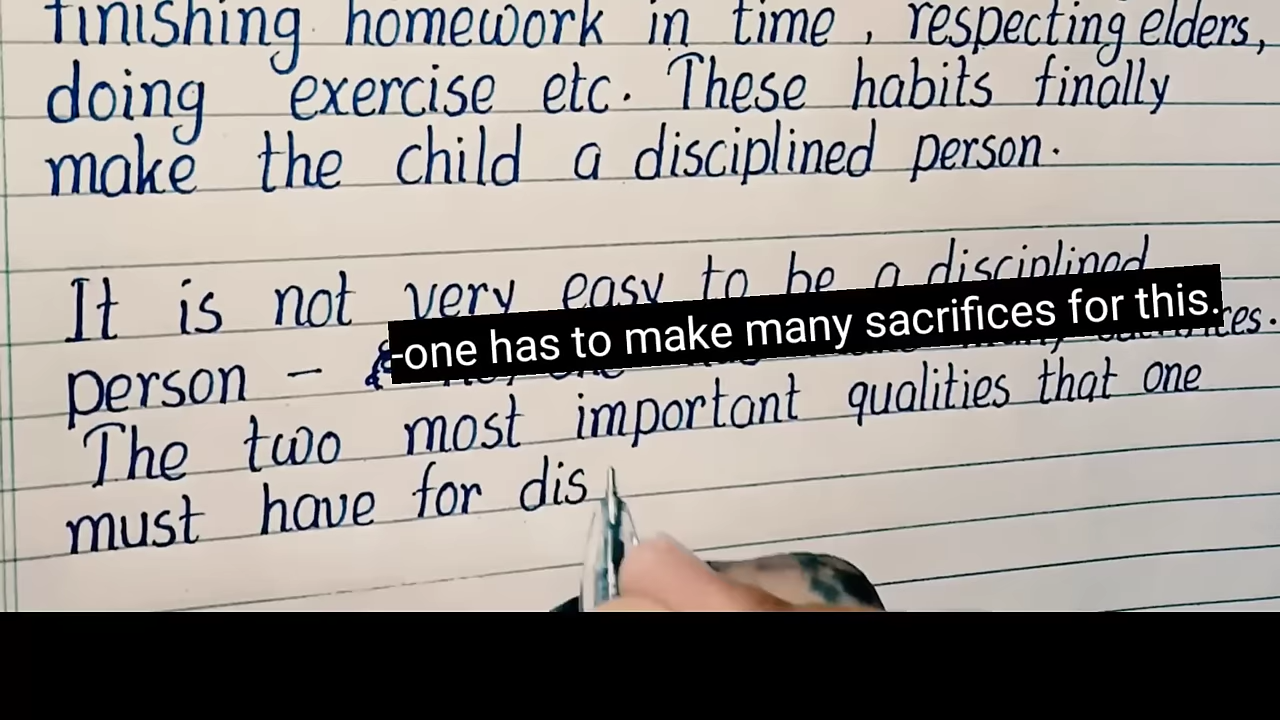 finishing homework in time, respecting elders,
doing exercise etc. These habits finally
make the child a disciplined person.
It is not very easy to be a disciplined
-one has to make many sacrifices for this.
person -
The two most important qualities that one
must have for dis